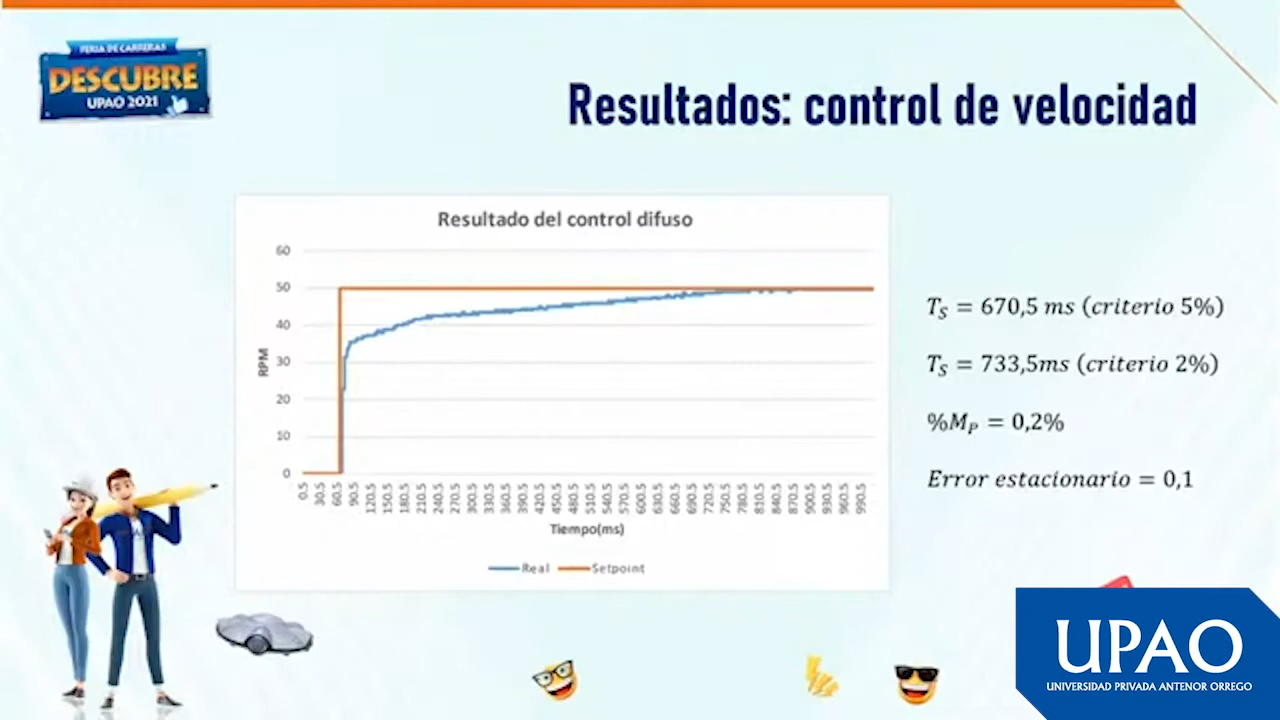 FERIA DE CARRERAS
DESCUBRE
UPAO 2021
Resultados: control de velocidad
Resultado del control difuso
60
50
40
30
20
10
0
RPM
0.5 30.5 60.5 90.5 120.5 150.5 180.5 210.5 240.5 270.5 300.5 330.5 360.5 390.5 420.5 450.5 480.5 510.5 540.5 570.5 600.5 630.5 660.5 690.5 720.5 750.5 780.5 810.5 840.5 870.5 900.5 930.5 960.5 990.5
Tiempo(ms)
Real Setpoint
T_S = 670,5 ms (criterio 5%)
T_S = 733,5ms (criterio 2%)
%M_P = 0,2%
Error estacionario = 0,1
UPAO
UNIVERSIDAD PRIVADA ANTENOR ORREGO